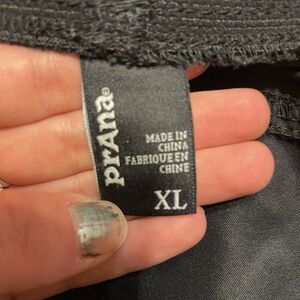 prAna®
MADE IN
CHINA
FABRIQUE EN
CHINE
XL